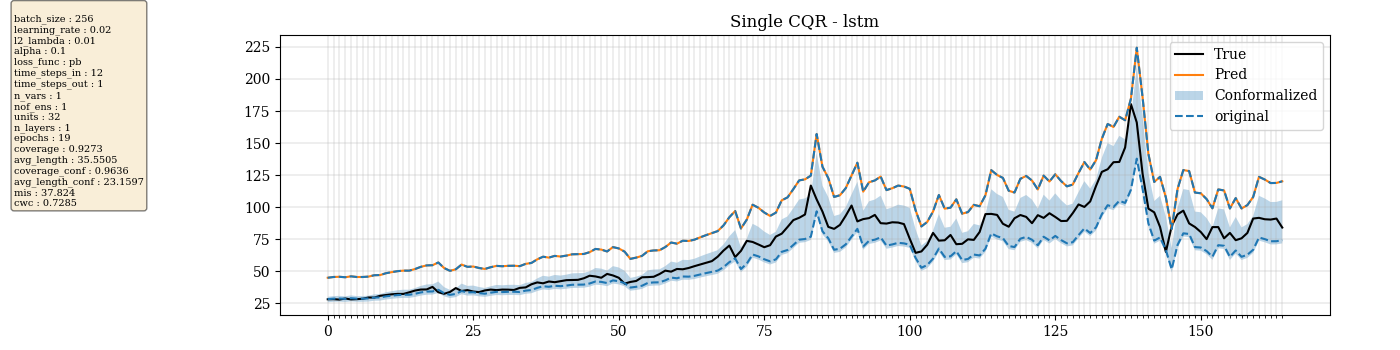 batch_size : 256
learning_rate : 0.02
l2_lambda : 0.01
alpha : 0.1
loss_func : pb
time_steps_in : 12
time_steps_out : 1
n_vars : 1
nof_ens : 1
units : 32
n_layers : 1
epochs : 19
coverage : 0.9273
avg_length : 35.5505
coverage_conf : 0.9636
avg_length_conf : 23.1597
mis : 37.824
cwc : 0.7285
Single CQR - lstm
225
200
175
150
125
100
75
50
25
True
Pred
Conformalized
original
0 25 50 75 100 125 150